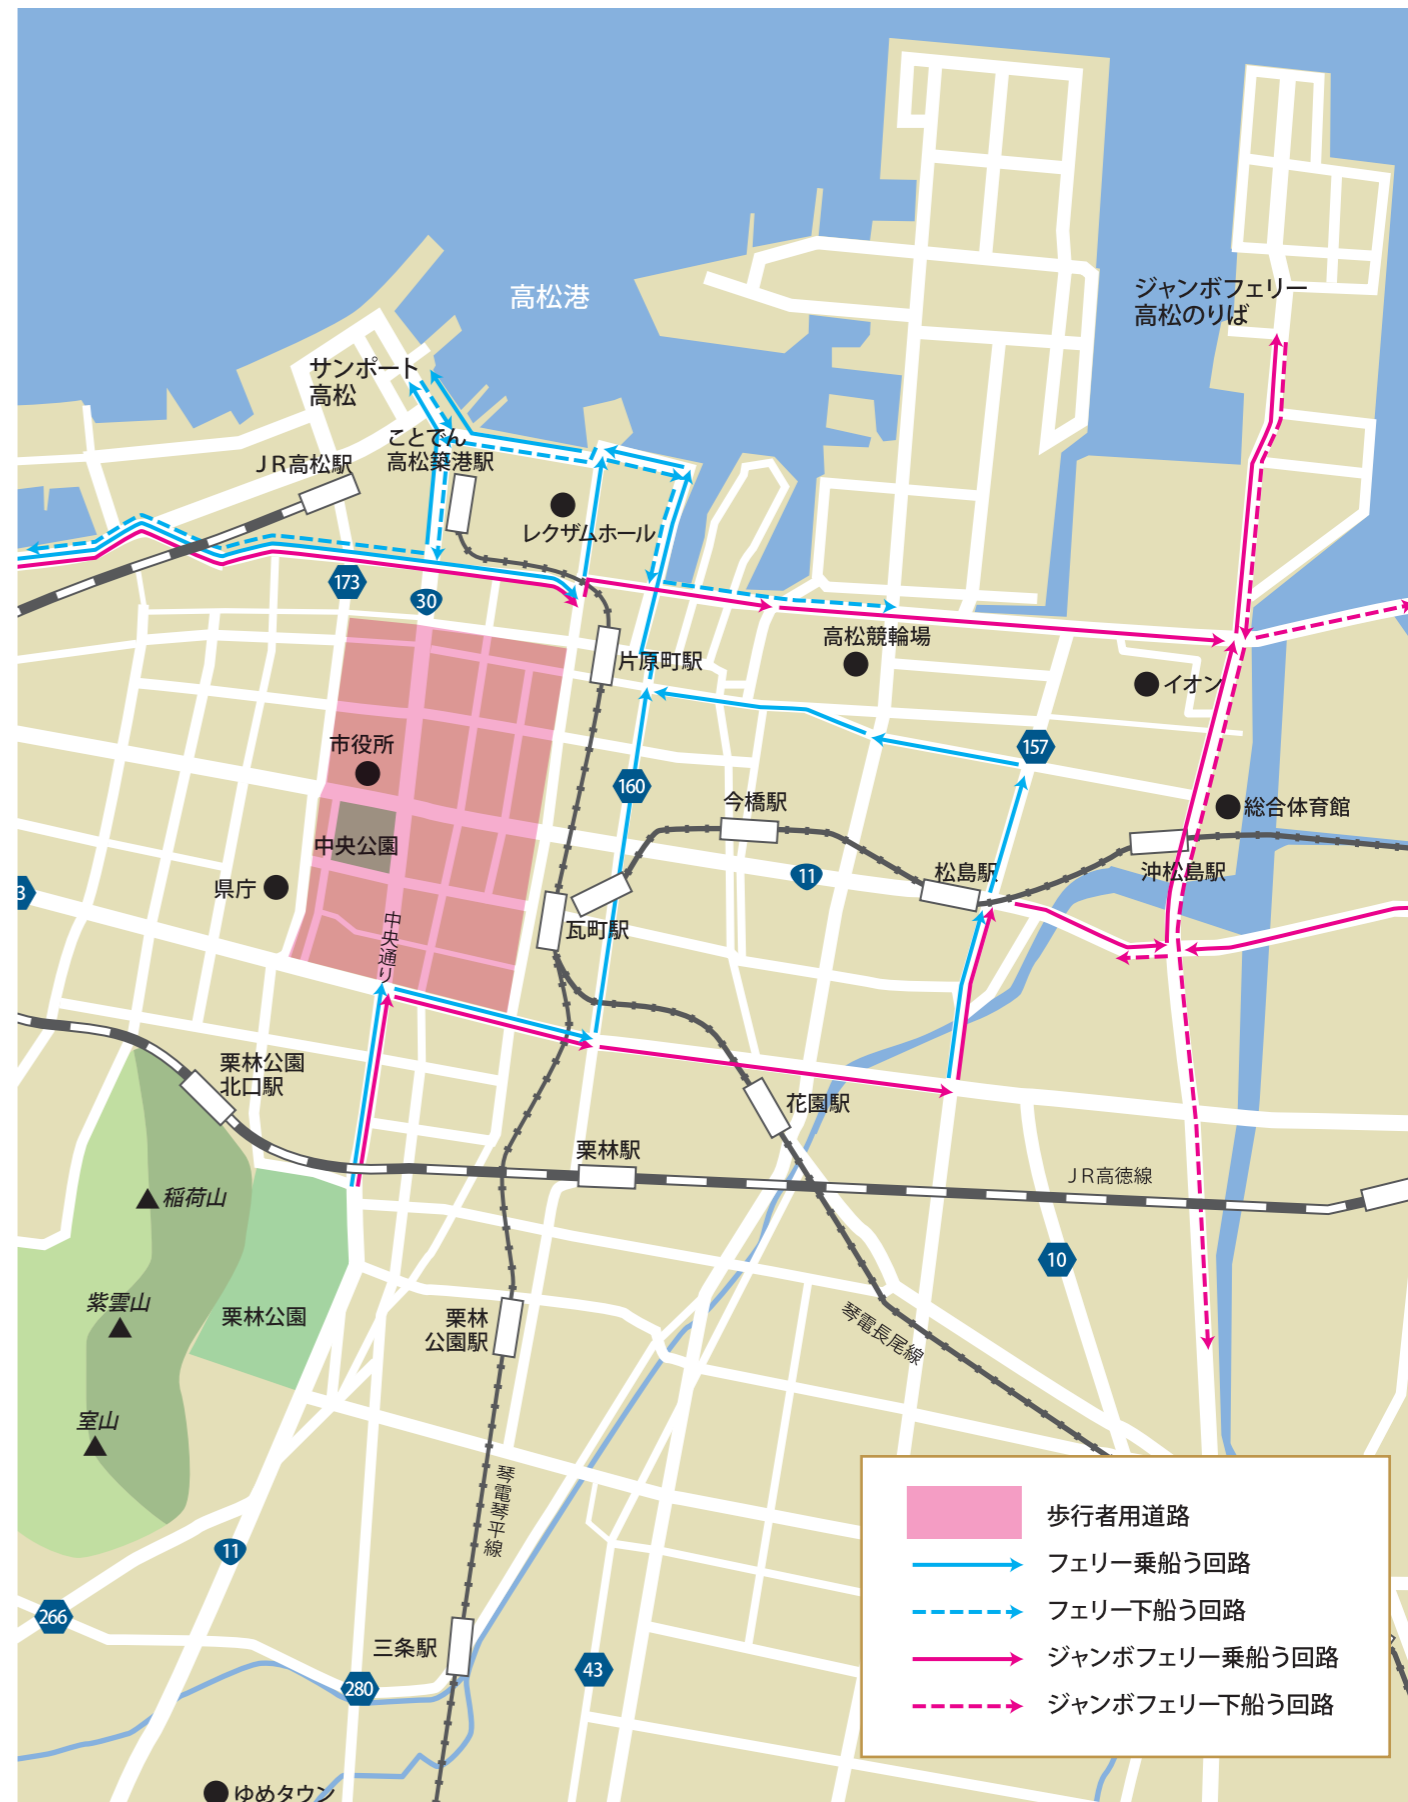 高松港
ジャンボフェリー
高松のりば
サンポート
高松
ことでん
高松築港駅
JR高松駅
レクザムホール
173
30
高松競輪場
片原町駅
イオン
市役所
157
160
今橋駅
総合体育館
中央公園
11
松島駅
沖松島駅
県庁
3
中央通り
瓦町駅
栗林公園
北口駅
花園駅
栗林駅
JR高徳線
稲荷山
10
紫雲山
栗林公園
栗林
公園駅
琴電長尾線
室山
琴電琴平線
11
266
三条駅
43
280
ゆめタウン
歩行者用道路
フェリー乗船う回路
フェリー下船う回路
ジャンボフェリー乗船う回路
ジャンボフェリー下船う回路